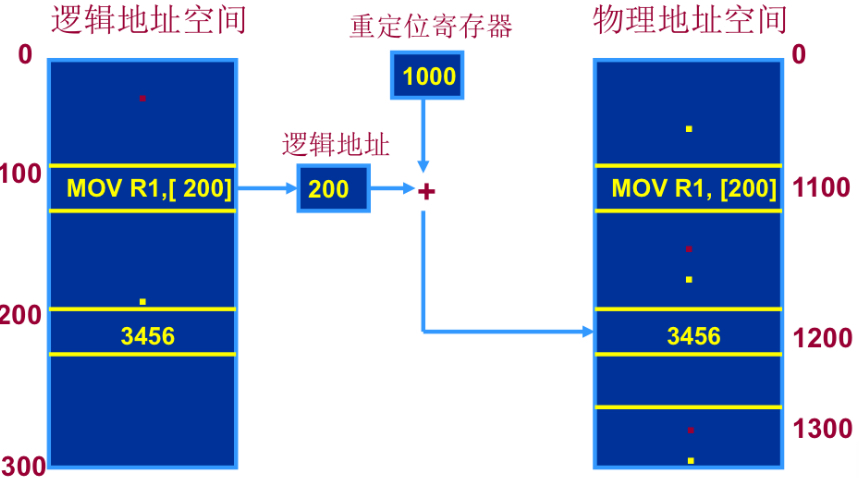 逻辑地址空间
重定位寄存器
物理地址空间
0
0
1000
逻辑地址
100
MOV R1,[ 200]
200
+
MOV R1, [200]
1100
200
3456
3456
1200
1300
300